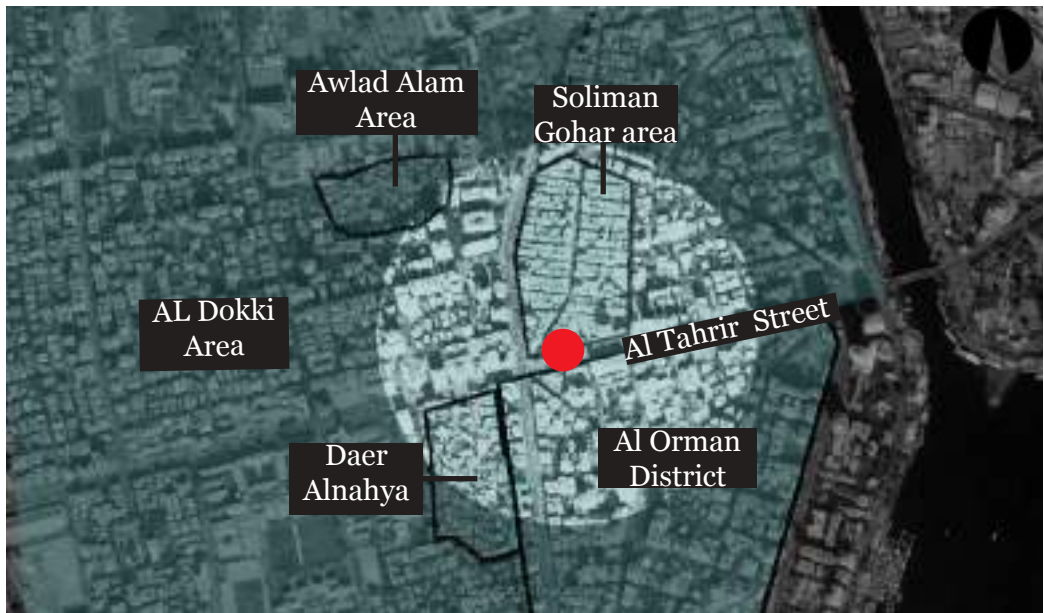 Awlad Alam
Area
Soliman
Gohar area
AL Dokki
Area
Al Tahrir Street
Daer
Alnahya
Al Orman
District